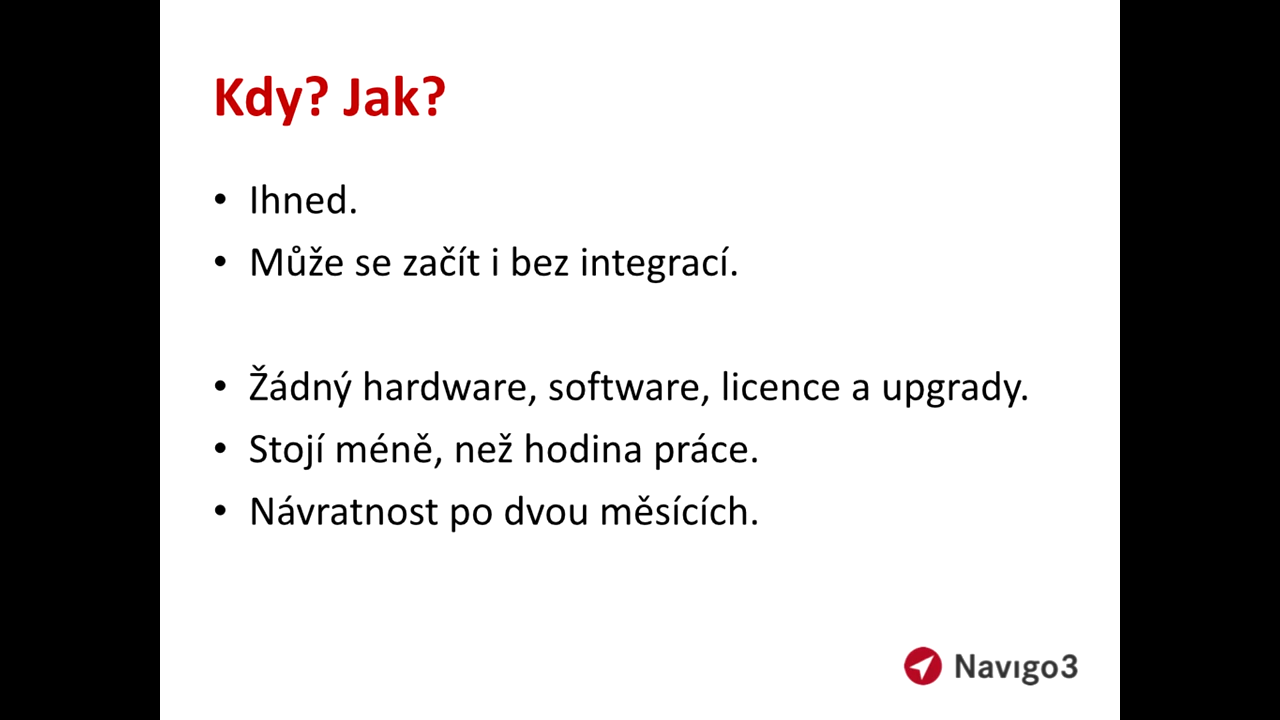 Kdy? Jak?
• Ihned.
• Může se začít i bez integrací.
• Žádný hardware, software, licence a upgrady.
• Stojí méně, než hodina práce.
• Návratnost po dvou měsících.
Navigo3